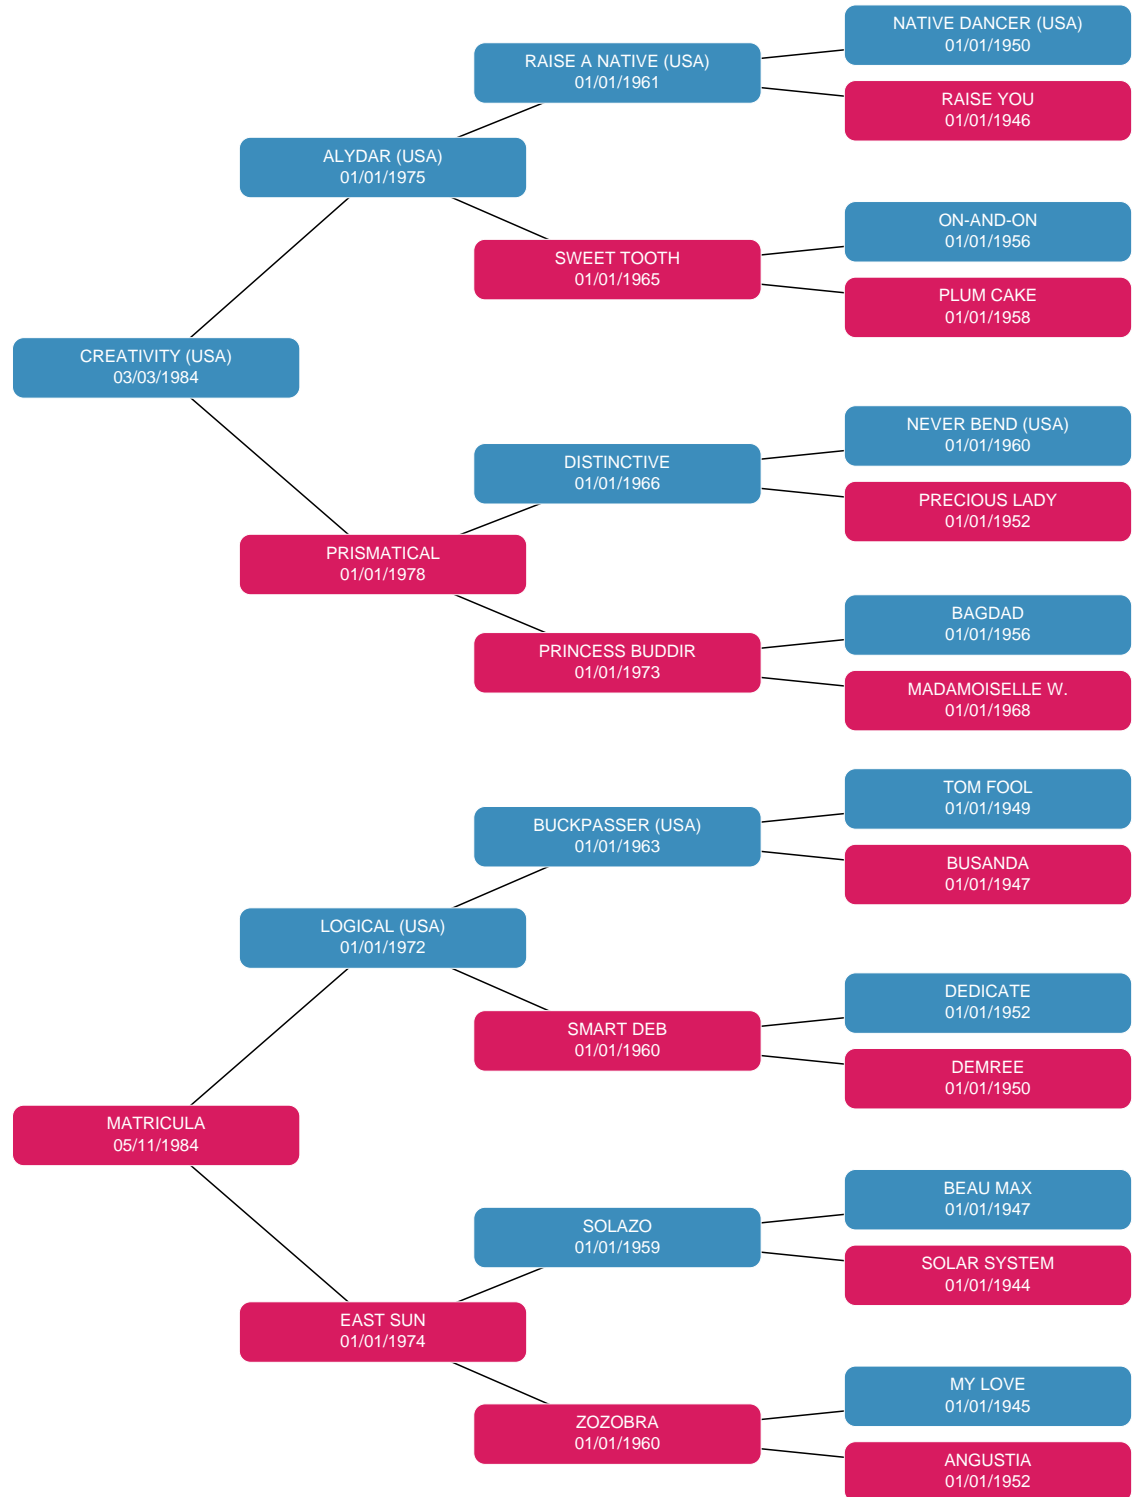 NATIVE DANCER (USA)
01/01/1950
RAISE A NATIVE (USA)
01/01/1961
RAISE YOU
01/01/1946
ALYDAR (USA)
01/01/1975
ON-AND-ON
01/01/1956
SWEET TOOTH
01/01/1965
PLUM CAKE
01/01/1958
CREATIVITY (USA)
03/03/1984
NEVER BEND (USA)
01/01/1960
DISTINCTIVE
01/01/1966
PRECIOUS LADY
01/01/1952
PRISMATICAL
01/01/1978
BAGDAD
01/01/1956
PRINCESS BUDDIR
01/01/1973
MADAMOISELLE W.
01/01/1968
TOM FOOL
01/01/1949
BUCKPASSER (USA)
01/01/1963
BUSANDA
01/01/1947
LOGICAL (USA)
01/01/1972
DEDICATE
01/01/1952
SMART DEB
01/01/1960
DEMREE
01/01/1950
MATRICULA
05/11/1984
BEAU MAX
01/01/1947
SOLAZO
01/01/1959
SOLAR SYSTEM
01/01/1944
EAST SUN
01/01/1974
MY LOVE
01/01/1945
ZOZOBRA
01/01/1960
ANGUSTIA
01/01/1952